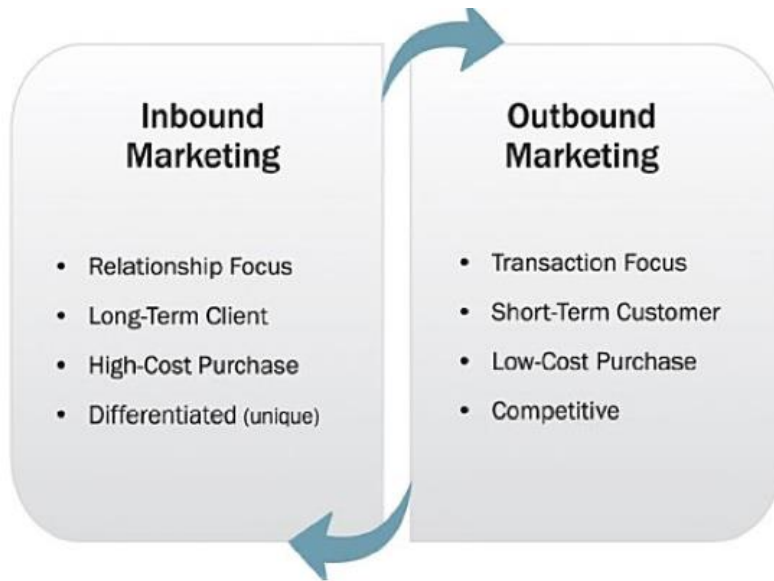 Inbound
Marketing
• Relationship Focus
• Long-Term Client
• High-Cost Purchase
• Differentiated (unique)
Outbound
Marketing
• Transaction Focus
• Short-Term Customer
• Low-Cost Purchase
• Competitive